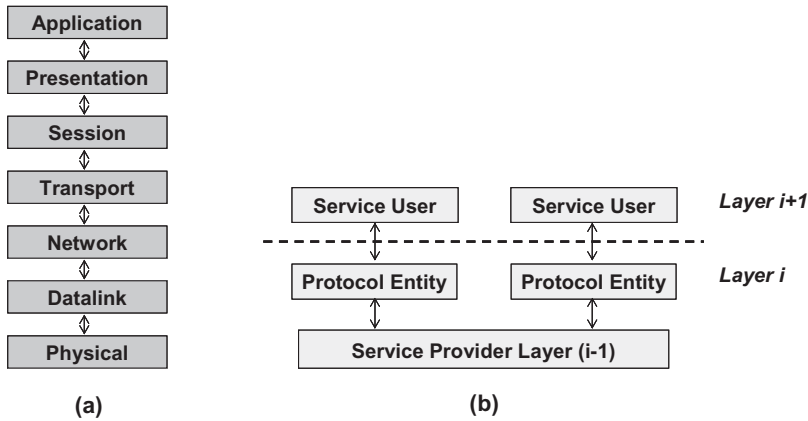 Application
Presentation
Session
Transport
Network
Datalink
Physical
(a)
Service User
Service User
Layer i+1
Protocol Entity
Protocol Entity
Layer i
Service Provider Layer (i-1)
(b)